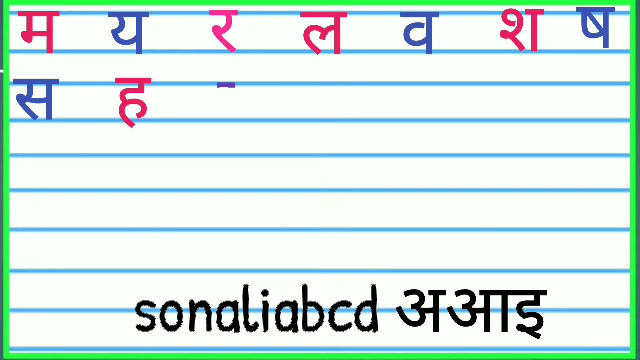 म य र ल व श ष
स ह
sonaliabcd अआइ